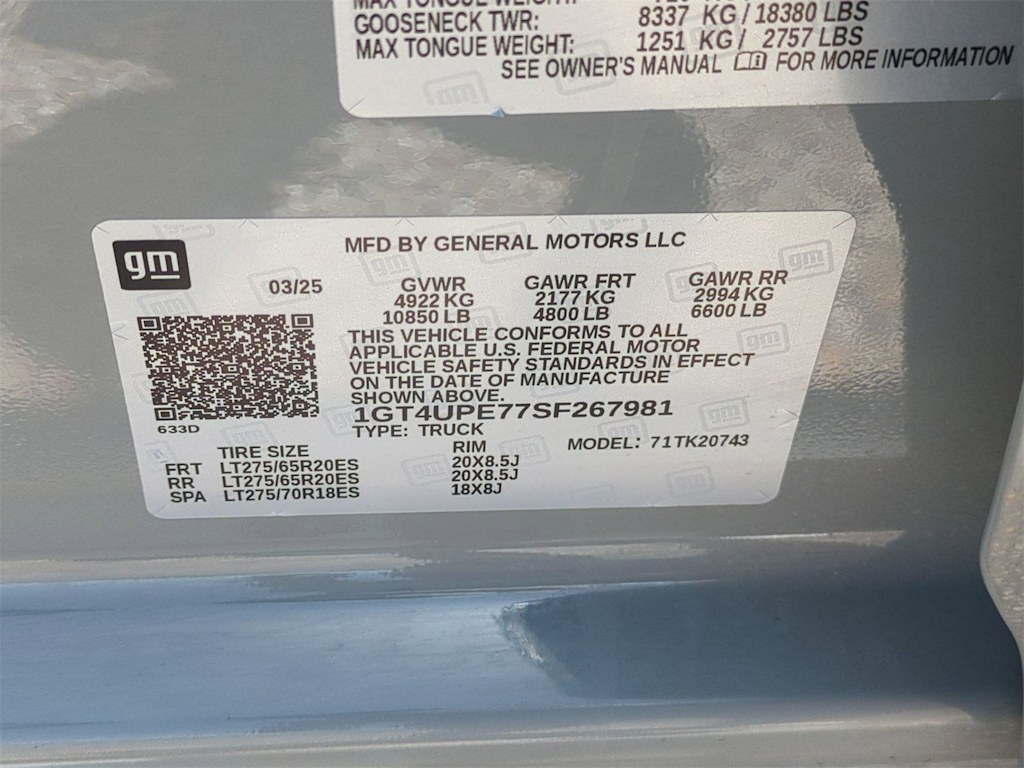 MAX TONGUE WEIGHT:
GOOSENECK TWR: 8337 KG / 18380 LBS
MAX TONGUE WEIGHT: 1251 KG / 2757 LBS
SEE OWNER'S MANUAL FOR MORE INFORMATION
gm
MFD BY GENERAL MOTORS LLC
03/25 GVWR GAWR FRT GAWR RR
4922 KG 2177 KG 2994 KG
10850 LB 4800 LB 6600 LB
THIS VEHICLE CONFORMS TO ALL
APPLICABLE U.S. FEDERAL MOTOR
VEHICLE SAFETY STANDARDS IN EFFECT
ON THE DATE OF MANUFACTURE
SHOWN ABOVE.
1GT4UPE77SF267981
633D
TYPE: TRUCK
TIRE SIZE RIM MODEL: 71TK20743
FRT LT275/65R20ES 20X8.5J
RR LT275/65R20ES 20X8.5J
SPA LT275/70R18ES 18X8J